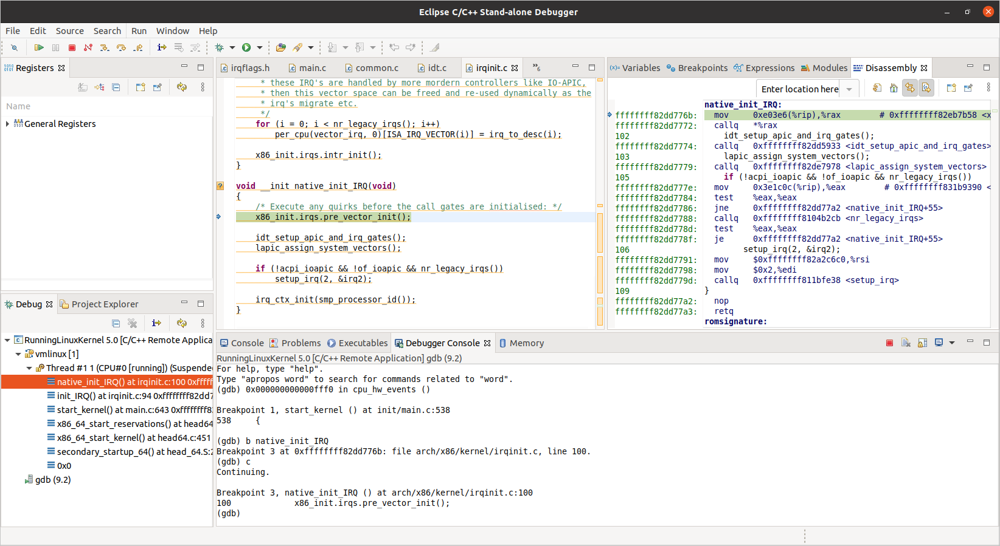 Eclipse C/C++ Stand-alone Debugger
File Edit Source Search Run Window Help
Registers
Name
General Registers
Debug Project Explorer
RunningLinuxKernel 5.0 [C/C++ Remote Applica
vmlinux [1]
Thread #1 1 (CPU#0 [running]) (Suspende
native_init_IRQ() at irqinit.c:100 0xfffff
init_IRQ() at irqinit.c:94 0xffffffff82dd7
start_kernel() at main.c:643 0xffffffff8
x86_64_start_reservations() at head64
x86_64_start_kernel() at head64.c:451
secondary_startup_64() at head_64.S:2
0x0
gdb (9.2)
irqflags.h main.c common.c idt.c irqinit.c »6
* these IRQ's are handled by more mordern controllers like IO-APIC,
* then this vector space can be freed and re-used dynamically as the
* irq's migrate etc.
*/
for (i = 0; i < nr_legacy_irqs(); i++)
per_cpu(vector_irq, 0)[ISA_IRQ_VECTOR(i)] = irq_to_desc(i);
x86_init.irqs.intr_init();
}
void __init native_init_IRQ(void)
{
/* Execute any quirks before the call gates are initialised: */
x86_init.irqs.pre_vector_init();
idt_setup_apic_and_irq_gates();
lapic_assign_system_vectors();
if (!acpi_ioapic && !of_ioapic && nr_legacy_irqs())
setup_irq(2, &irq2);
irq_ctx_init(smp_processor_id());
}
(x)= Variables Breakpoints Expressions Modules Disassembly
Enter location here
native_init_IRQ:
ffffffff82dd776b: mov 0xe03e6(%rip),%rax # 0xffffffff82eb7b58 <x
ffffffff82dd7772: callq *%rax
102 idt_setup_apic_and_irq_gates();
ffffffff82dd7774: callq 0xffffffff82dd5933 <idt_setup_apic_and_irq_gates>
103 lapic_assign_system_vectors();
ffffffff82dd7779: callq 0xffffffff82de7978 <lapic_assign_system_vectors>
105 if (!acpi_ioapic && !of_ioapic && nr_legacy_irqs())
ffffffff82dd777e: mov 0x3e1c0c(%rip),%eax # 0xffffffff831b9390 <
ffffffff82dd7784: test %eax,%eax
ffffffff82dd7786: jne 0xffffffff82dd77a2 <native_init_IRQ+55>
ffffffff82dd7788: callq 0xffffffff8104b2cb <nr_legacy_irqs>
ffffffff82dd778d: test %eax,%eax
ffffffff82dd778f: je 0xffffffff82dd77a2 <native_init_IRQ+55>
106 setup_irq(2, &irq2);
ffffffff82dd7791: mov $0xffffffff82a2c6c0,%rsi
ffffffff82dd7798: mov $0x2,%edi
ffffffff82dd779d: callq 0xffffffff811bfe38 <setup_irq>
109 }
ffffffff82dd77a2: nop
ffffffff82dd77a3: retq
romsignature:
Console Problems Executables Debugger Console Memory
RunningLinuxKernel 5.0 [C/C++ Remote Application] gdb (9.2)
For help, type "help".
Type "apropos word" to search for commands related to "word".
(gdb) 0x000000000000fff0 in cpu_hw_events ()
Breakpoint 1, start_kernel () at init/main.c:538
538 {
(gdb) b native_init_IRQ
Breakpoint 3 at 0xffffffff82dd776b: file arch/x86/kernel/irqinit.c, line 100.
(gdb) c
Continuing.
Breakpoint 3, native_init_IRQ () at arch/x86/kernel/irqinit.c:100
100 x86_init.irqs.pre_vector_init();
(gdb)